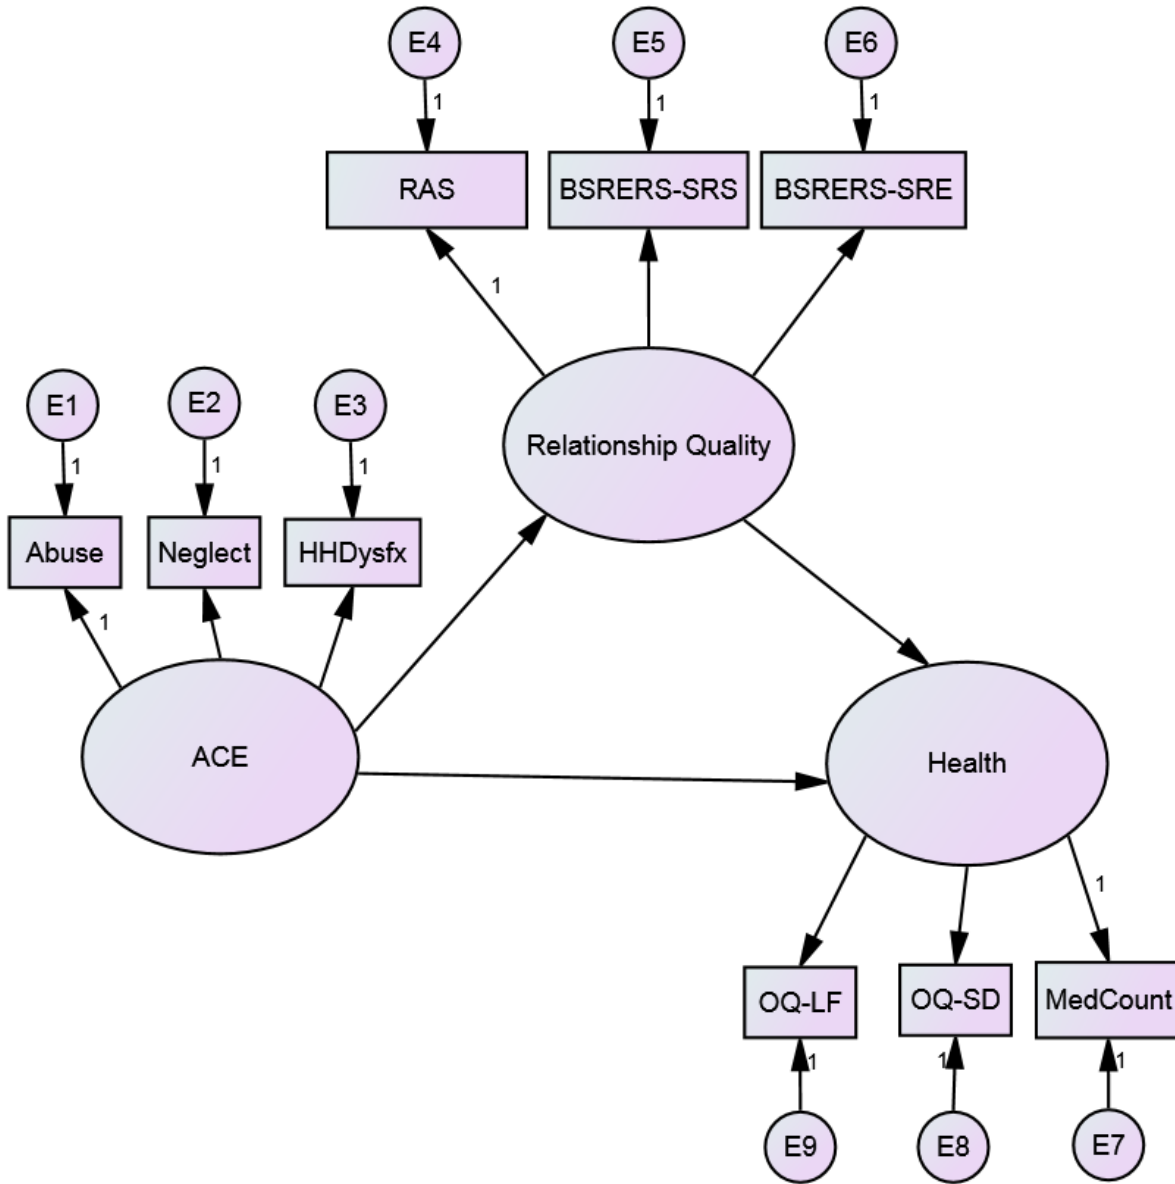 E4
E5
E6
1
1
1
RAS
BSRERS-SRS
BSRERS-SRE
1
Relationship Quality
E1
E2
E3
1
1
1
Abuse
Neglect
HHDysfx
1
ACE
Health
1
OQ-LF
OQ-SD
MedCount
1
1
1
E9
E8
E7